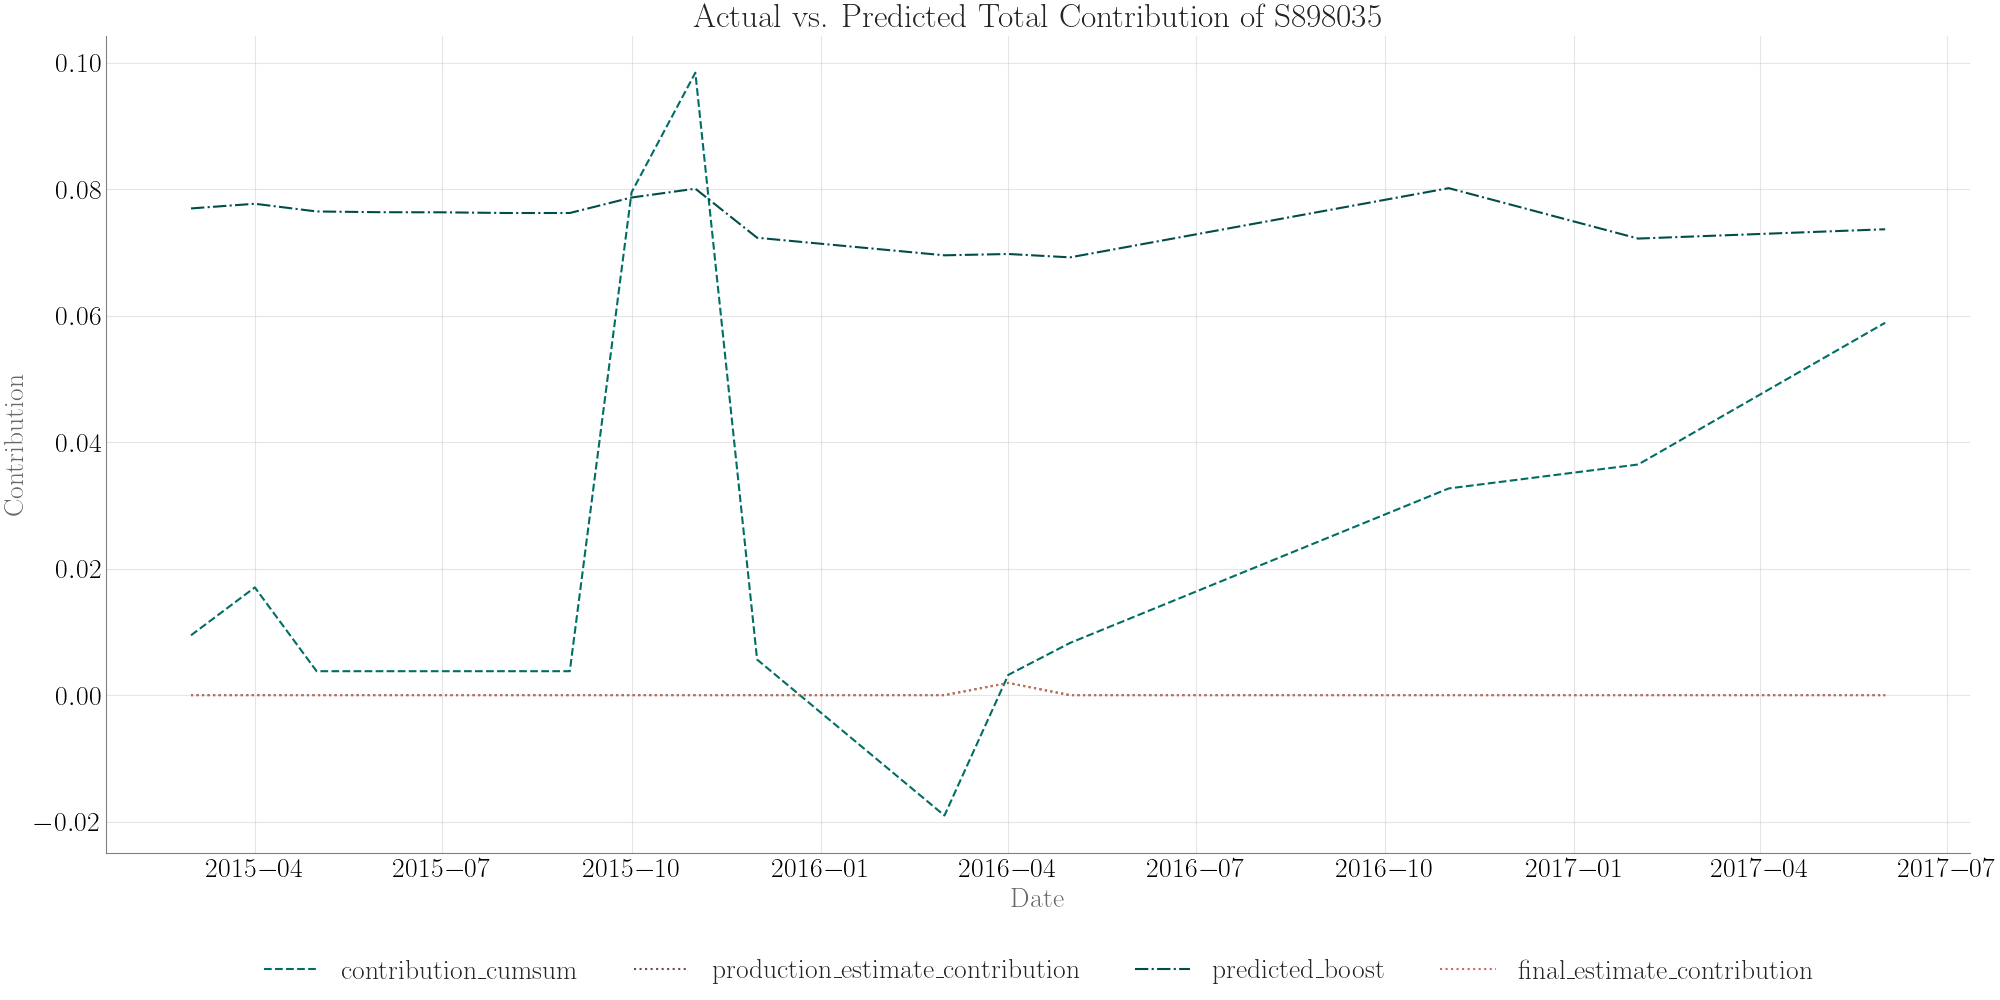 Actual vs. Predicted Total Contribution of S898035
0.10
0.08
0.06
0.04
0.02
0.00
−0.02
Contribution
2015−04 2015−07 2015−10 2016−01 2016−04 2016−07 2016−10 2017−01 2017−04 2017−07
Date
contribution_cumsum production_estimate_contribution predicted_boost final_estimate_contribution